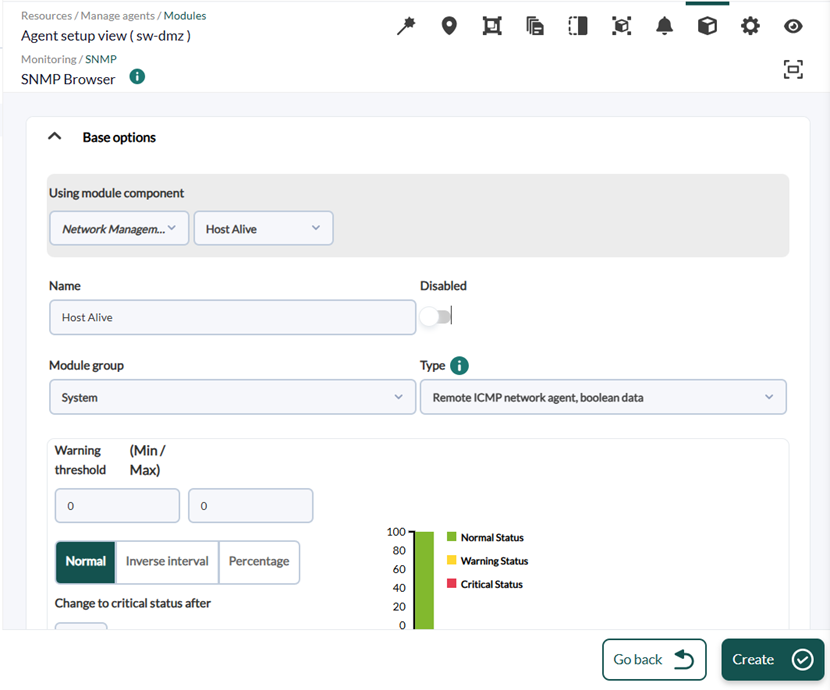 Resources / Manage agents / Modules
Agent setup view ( sw-dmz )
Monitoring / SNMP
SNMP Browser
Base options
Using module component
Network Managem... Host Alive
Name Disabled
Host Alive
Module group Type
System Remote ICMP network agent, boolean data
Warning threshold (Min / Max)
0 0
Normal Inverse interval Percentage
100
80
60
40
20
0
Normal Status
Warning Status
Critical Status
Change to critical status after
Go back Create